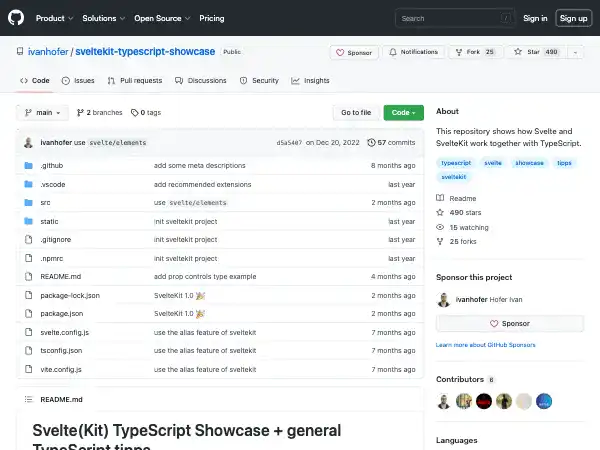 Product Solutions Open Source Pricing Search / Sign in Sign up
ivanhofer / sveltekit-typescript-showcase Public Sponsor Notifications Fork 25 Star 490
Code Issues Pull requests Discussions Security Insights
main 2 branches 0 tags Go to file Code
ivanhofer use svelte/elements d5a5407 on Dec 20, 2022 57 commits
.github add some meta descriptions 8 months ago
.vscode add recommended extensions last year
src use svelte/elements 2 months ago
static init sveltekit project last year
.gitignore init sveltekit project last year
.npmrc init sveltekit project last year
README.md add prop controls type example 4 months ago
package-lock.json SvelteKit 1.0 🎉 2 months ago
package.json SvelteKit 1.0 🎉 2 months ago
svelte.config.js use the alias feature of sveltekit 7 months ago
tsconfig.json use the alias feature of sveltekit 7 months ago
vite.config.js use the alias feature of sveltekit 7 months ago
README.md
Svelte(Kit) TypeScript Showcase + general
TypeScript tipps
About
This repository shows how Svelte and
SvelteKit work together with TypeScript.
typescript svelte showcase tipps
sveltekit
Readme
490 stars
15 watching
25 forks
Sponsor this project
ivanhofer Hofer Ivan
Sponsor
Learn more about GitHub Sponsors
Contributors 6
Languages